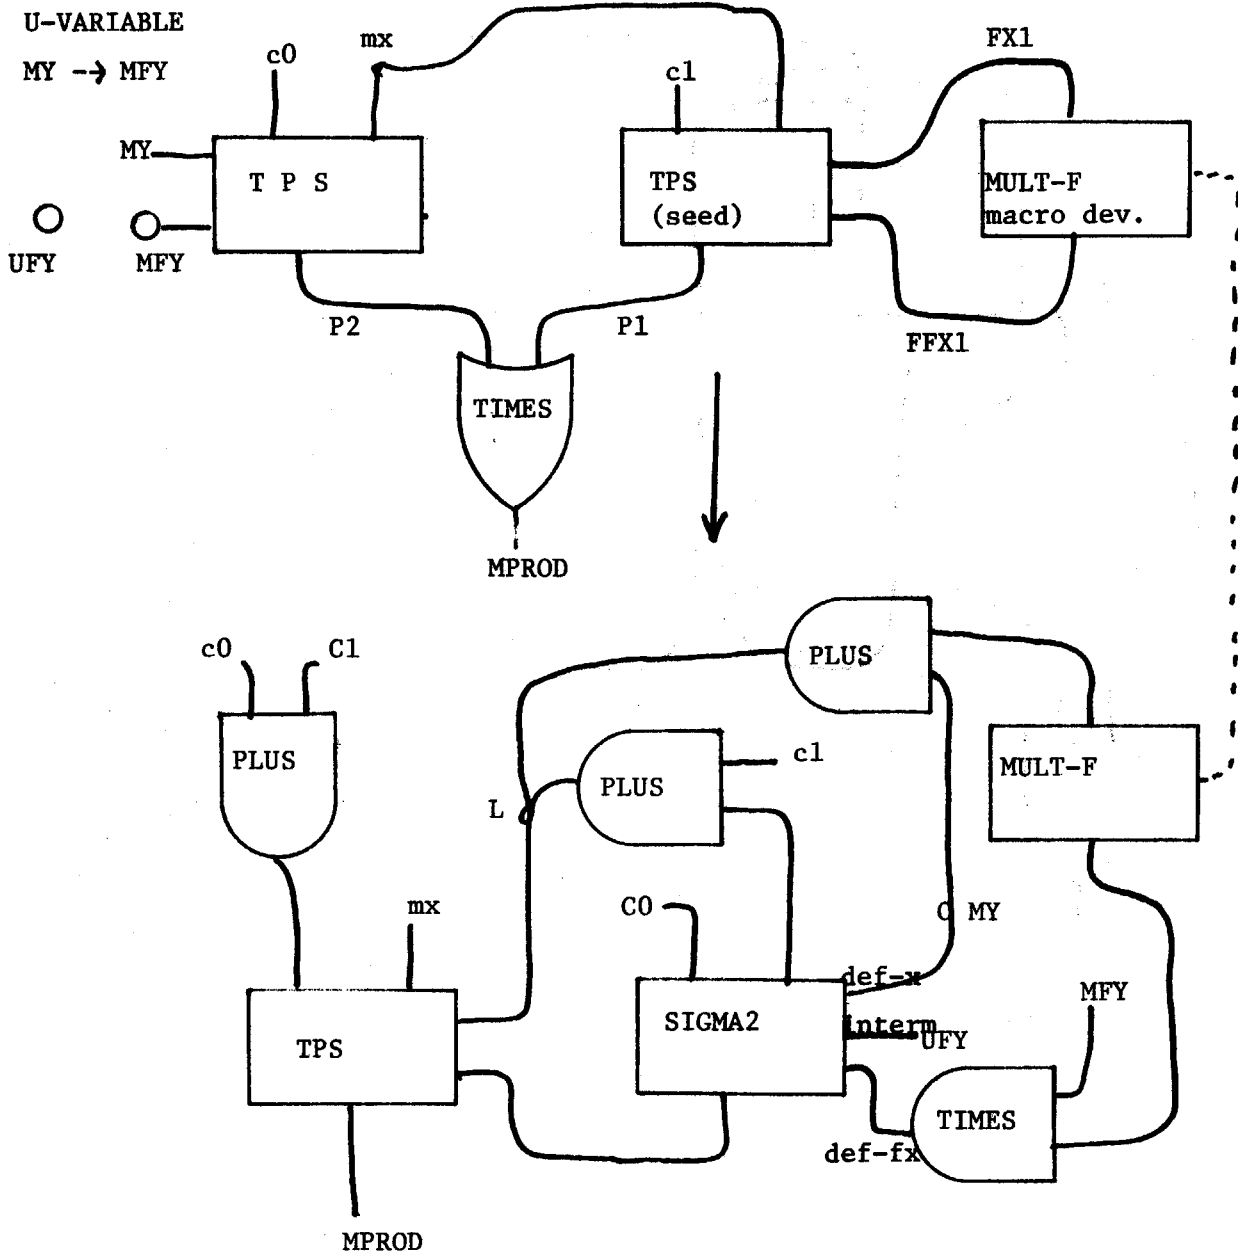 U-VARIABLE
MY → MFY
c0
mx
FX1
c1
MY
T P S
TPS
(seed)
MULT-F
macro dev.
UFY
MFY
P2
P1
FFX1
TIMES
MPROD
c0
C1
PLUS
PLUS
PLUS
c1
MULT-F
L
mx
C0
C MY
def-x
MFY
TPS
SIGMA2
interm
UFY
TIMES
def-fx
MPROD